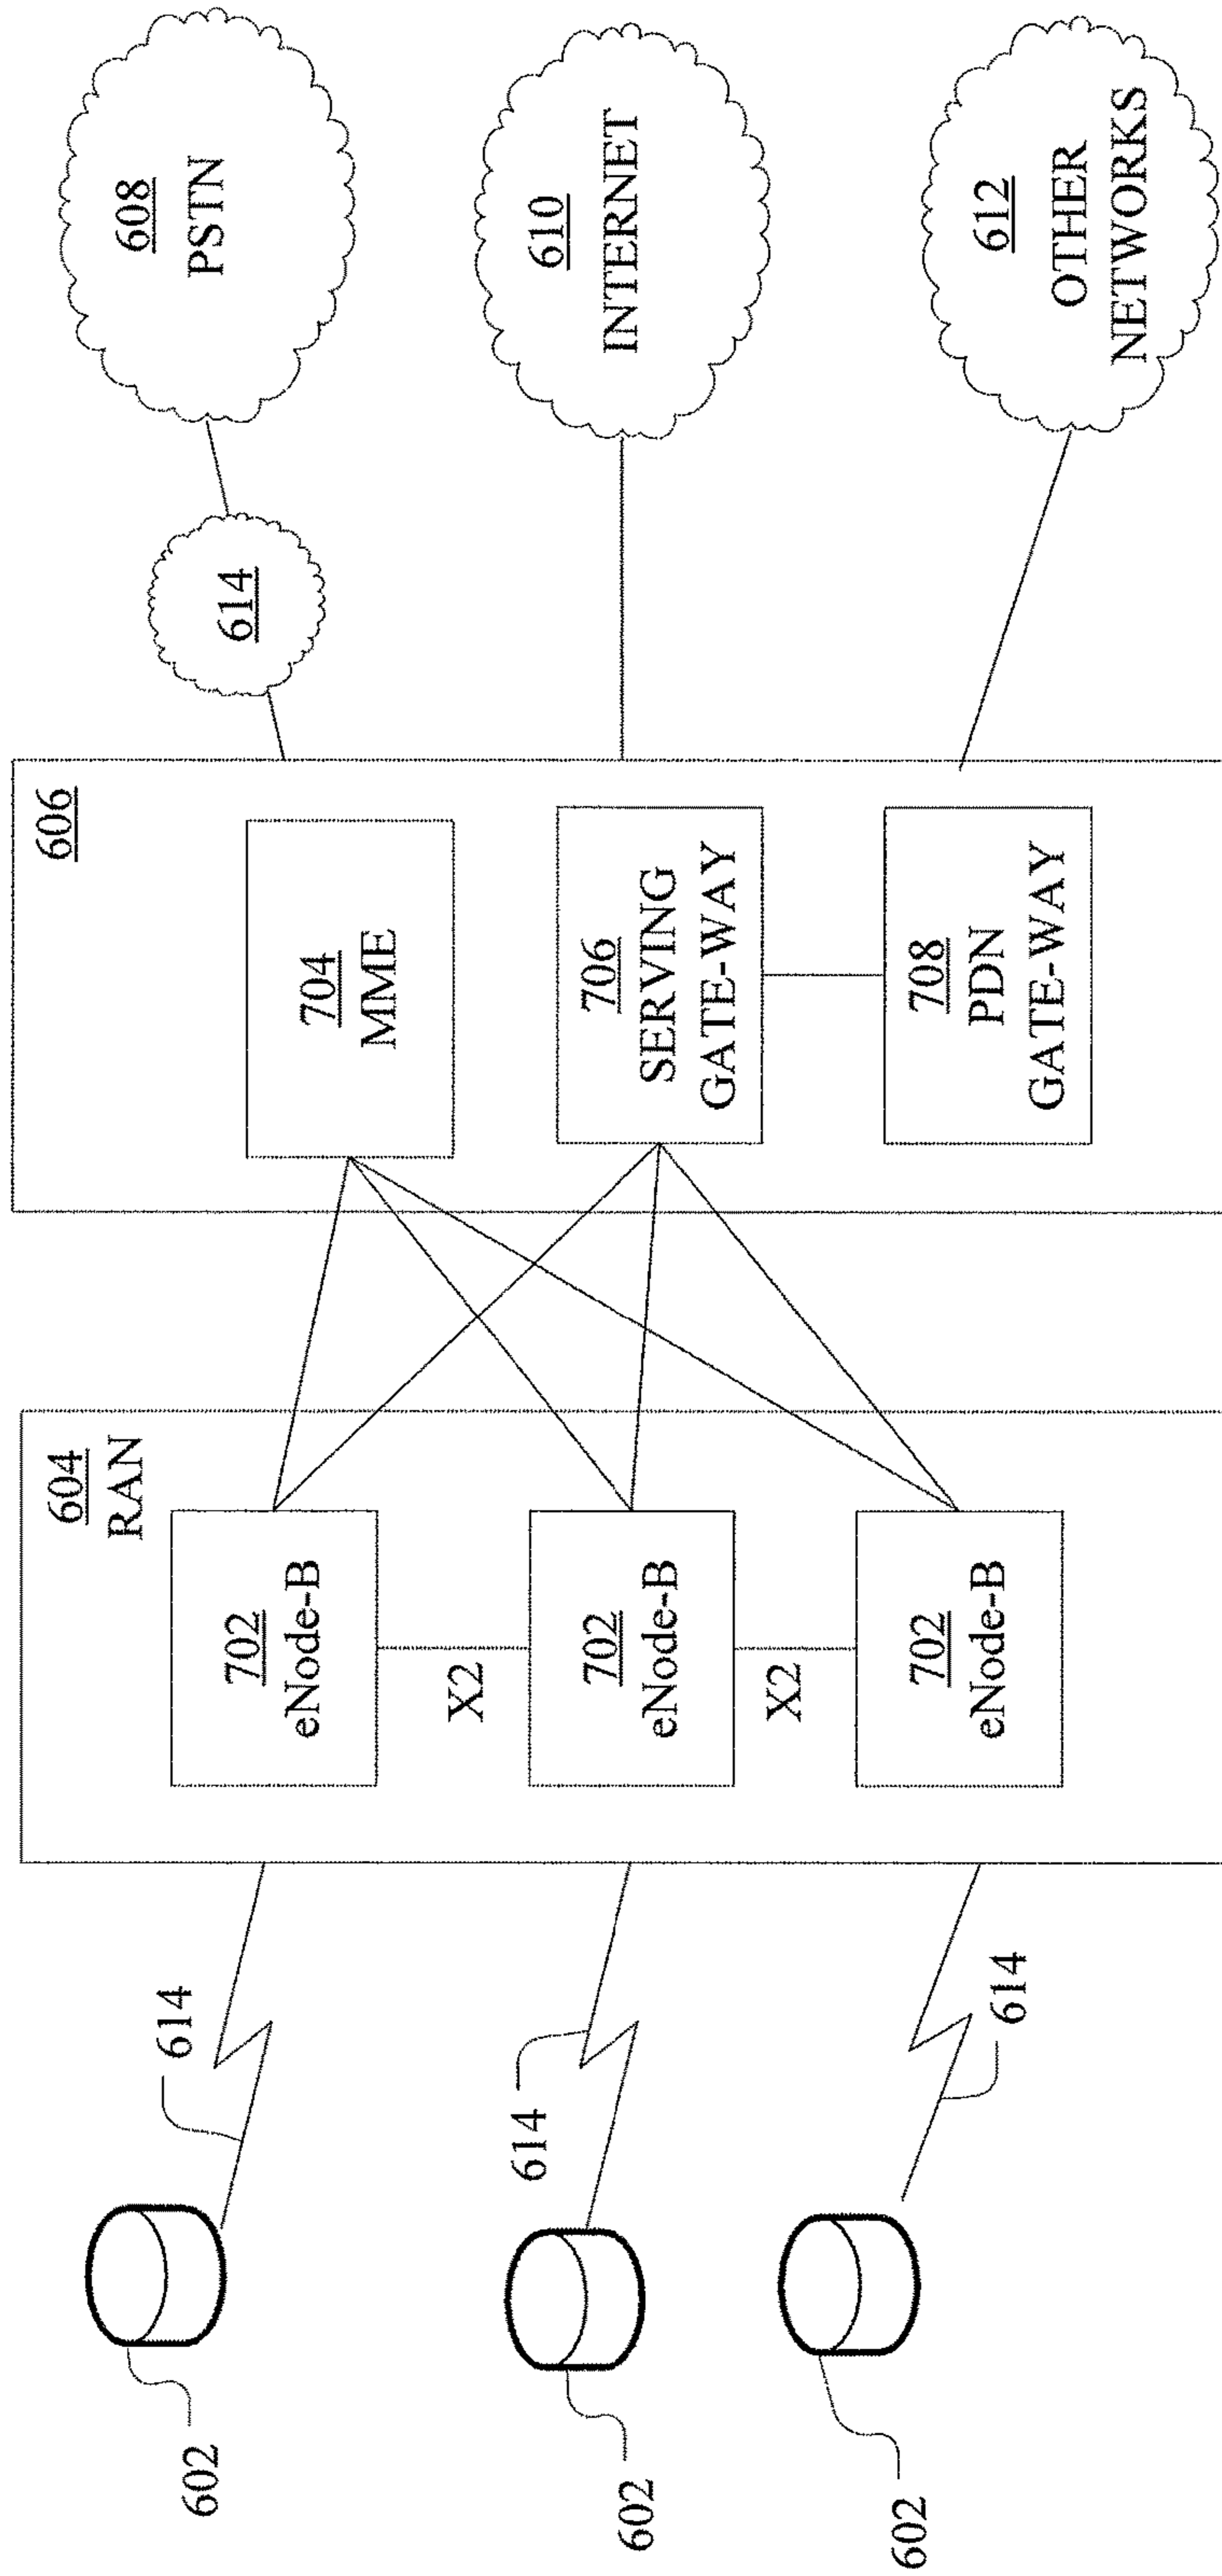 602
602
602
614
614
614
604
RAN
702
eNode-B
X2
702
eNode-B
X2
702
eNode-B
606
704
MME
706
SERVING
GATE-WAY
708
PDN
GATE-WAY
614
608
PSTN
610
INTERNET
612
OTHER
NETWORKS